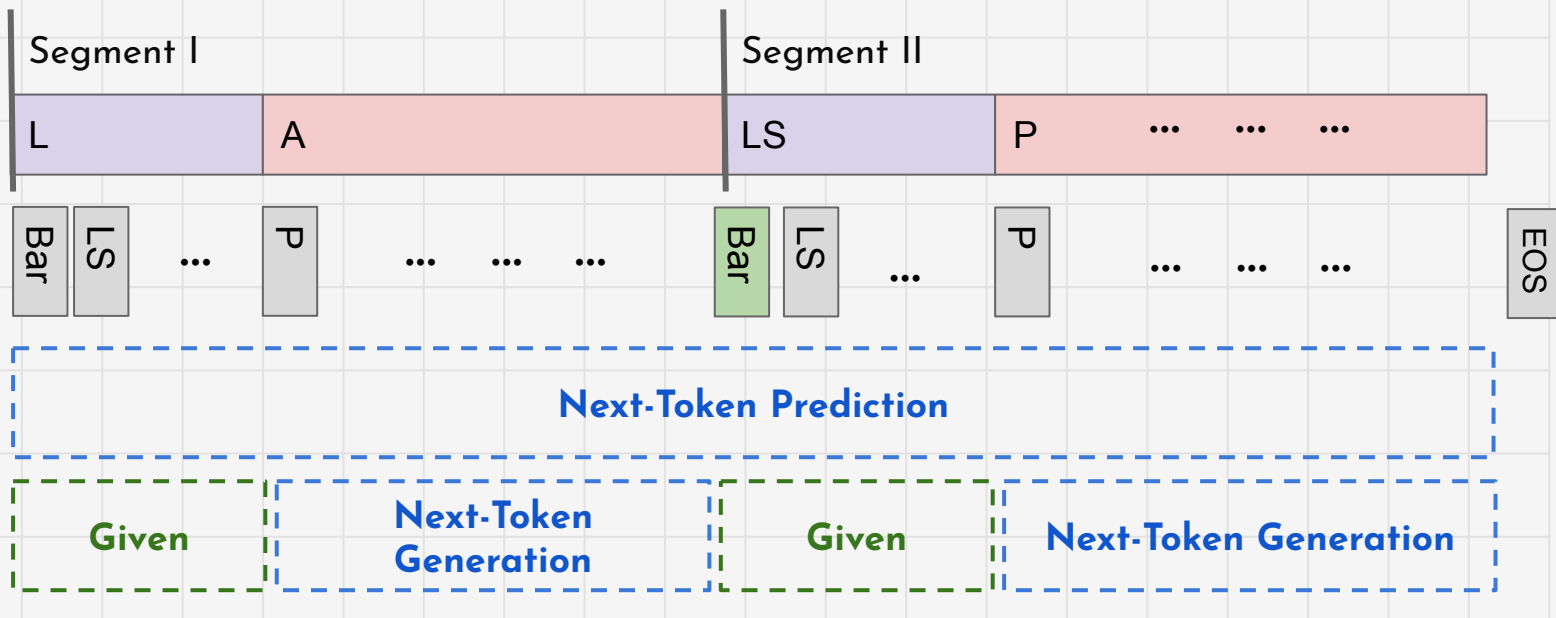 Segment I
Segment II
L
A
LS
P ... ... ...
Bar
LS
...
P
... ... ...
Bar
LS
...
P
... ... ...
EOS
Next-Token Prediction
Given
Next-Token
Generation
Given
Next-Token Generation